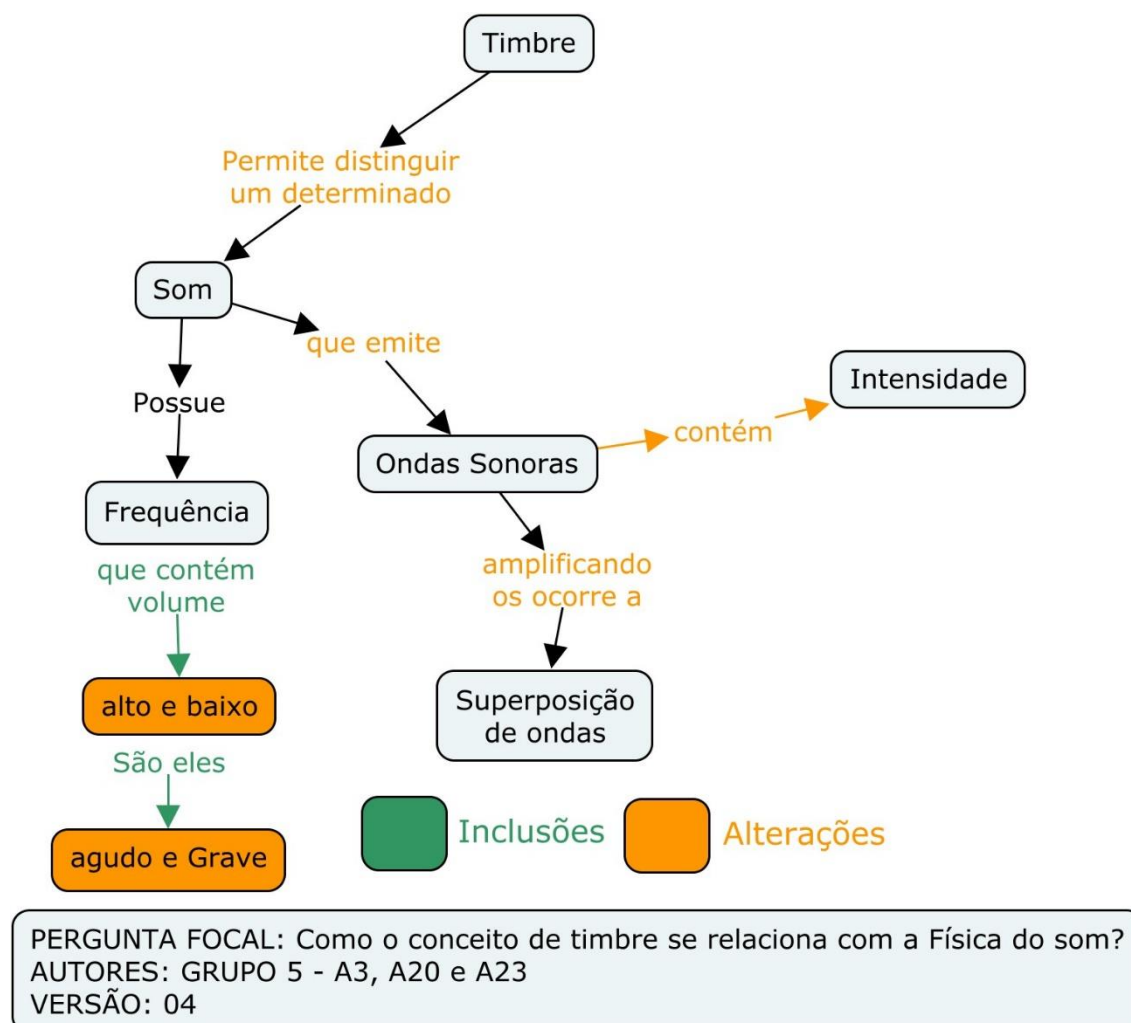 Timbre
Permite distinguir
um determinado
Som
que emite
Possue
Intensidade
contém
Ondas Sonoras
Frequência
que contém
volume
amplificando
os ocorre a
alto e baixo
Superposição
de ondas
São eles
agudo e Grave
Inclusões
Alterações
PERGUNTA FOCAL: Como o conceito de timbre se relaciona com a Física do som?
AUTORES: GRUPO 5 - A3, A20 e A23
VERSÃO: 04